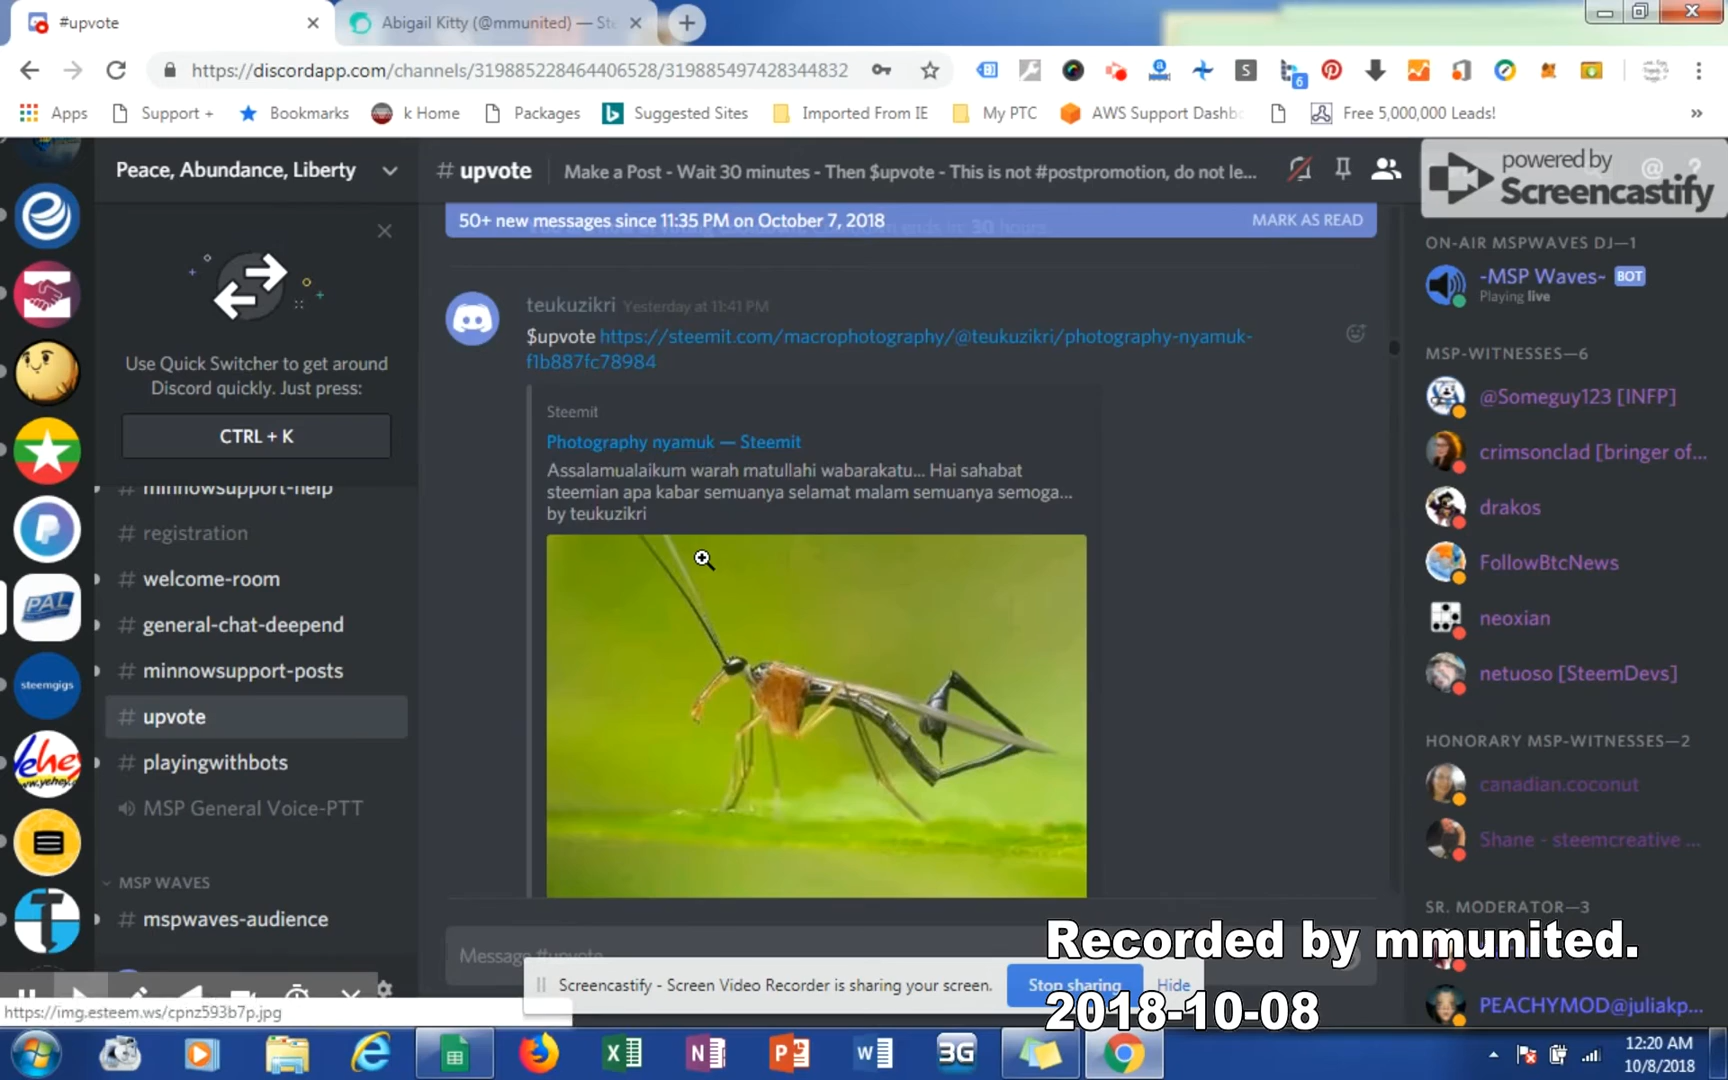 #upvote
Abigail Kitty (@mmunited) — Ste
https://discordapp.com/channels/319885228464406528/319885497428344832
S
6
Apps
Support +
Bookmarks
k Home
Packages
Suggested Sites
Imported From IE
My PTC
AWS Support Dashb
Free 5,000,000 Leads!
»
Peace, Abundance, Liberty
# upvote
Make a Post - Wait 30 minutes - Then $upvote - This is not #postpromotion, do not le...
powered by
Screencastify
50+ new messages since 11:35 PM on October 7, 2018
MARK AS READ
Use Quick Switcher to get around
Discord quickly. Just press:
CTRL + K
# minnowsupport-help
# registration
# welcome-room
# general-chat-deepend
# minnowsupport-posts
# upvote
# playingwithbots
MSP General Voice-PTT
MSP WAVES
# mspwaves-audience
PAL
steemgigs
teukuzikri Yesterday at 11:41 PM
$upvote https://steemit.com/macrophotography/@teukuzikri/photography-nyamuk-
f1b887fc78984
Steemit
Photography nyamuk — Steemit
Assalamualaikum warah matullahi wabarakatu... Hai sahabat
steemian apa kabar semuanya selamat malam semuanya semoga...
by teukuzikri
Message #upvote
Screencastify - Screen Video Recorder is sharing your screen.
Stop sharing
Hide
ON-AIR MSPWAVES DJ—1
-MSP Waves~ BOT
Playing live
MSP-WITNESSES—6
@Someguy123 [INFP]
crimsonclad [bringer of...
drakos
FollowBtcNews
neoxian
netuoso [SteemDevs]
HONORARY MSP-WITNESSES—2
canadian.coconut
Shane - steemcreative ...
SR. MODERATOR—3
PEACHYMOD@juliakp...
Recorded by mmunited.
2018-10-08
https://img.esteem.ws/cpnz593b7p.jpg
3G
12:20 AM
10/8/2018